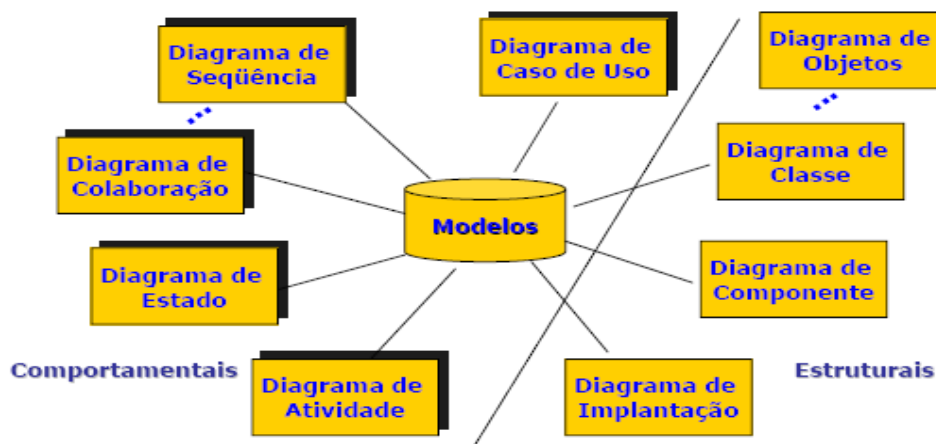 Diagrama de
Seqüência
Diagrama de
Caso de Uso
Diagrama de
Objetos
Diagrama de
Colaboração
Diagrama de
Classe
Modelos
Diagrama de
Estado
Diagrama de
Componente
Comportamentais
Diagrama de
Atividade
Diagrama de
Implantação
Estruturais